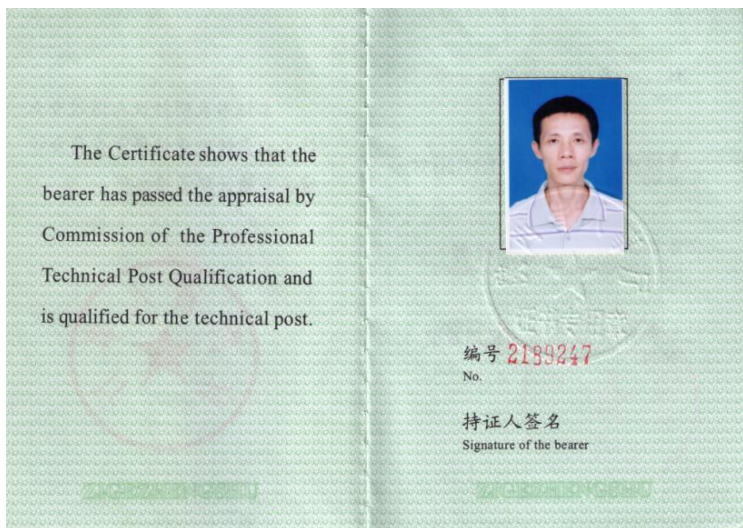 The Certificate shows that the
bearer has passed the appraisal by
Commission of the Professional
Technical Post Qualification and
is qualified for the technical post.
ZIGEZHENGSHU
编号 2189247
No.
持证人签名
Signature of the bearer
ZIGEZHENGSHU